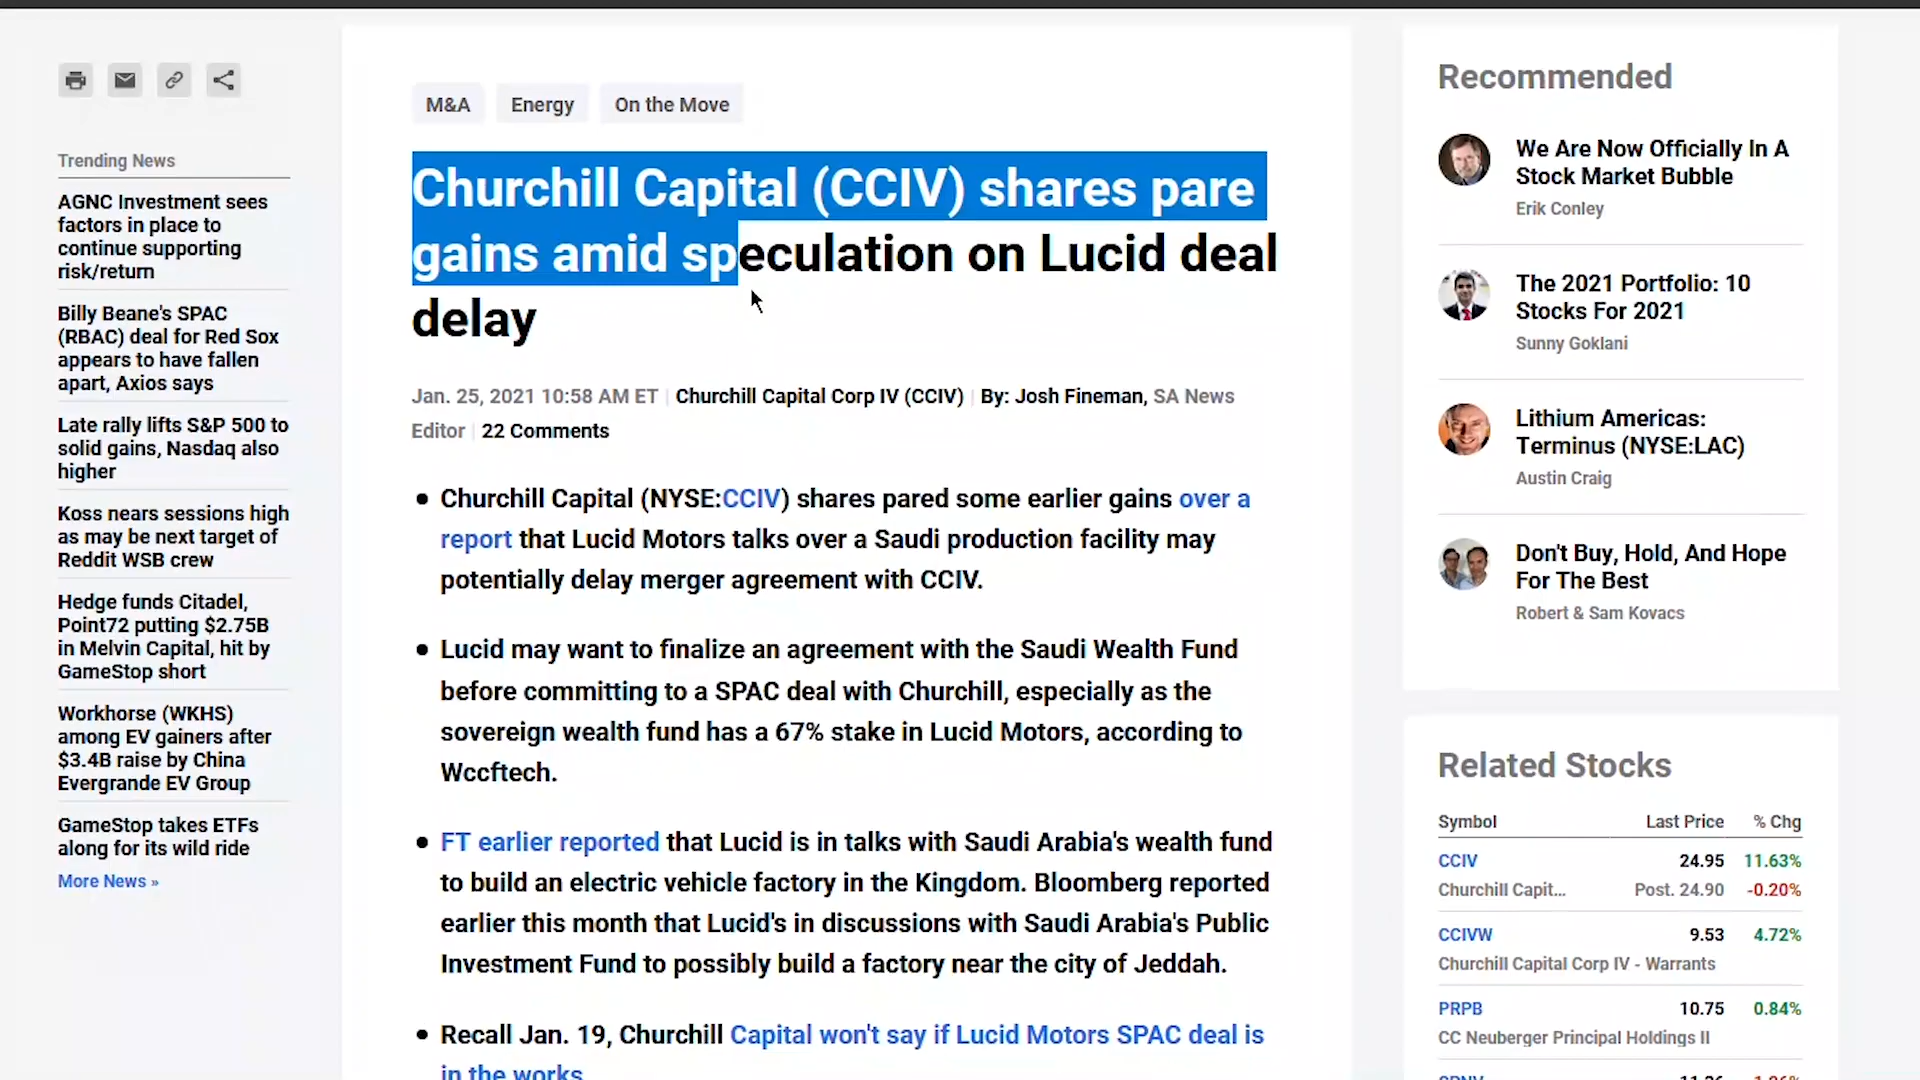 Trending News
AGNC Investment sees
factors in place to
continue supporting
risk/return
Billy Beane's SPAC
(RBAC) deal for Red Sox
appears to have fallen
apart, Axios says
Late rally lifts S&P 500 to
solid gains, Nasdaq also
higher
Koss nears sessions high
as may be next target of
Reddit WSB crew
Hedge funds Citadel,
Point72 putting $2.75B
in Melvin Capital, hit by
GameStop short
Workhorse (WKHS)
among EV gainers after
$3.4B raise by China
Evergrande EV Group
GameStop takes ETFs
along for its wild ride
More News »
M&A Energy On the Move
Churchill Capital (CCIV) shares pare
gains amid speculation on Lucid deal
delay
Jan. 25, 2021 10:58 AM ET | Churchill Capital Corp IV (CCIV) | By: Josh Fineman, SA News
Editor | 22 Comments
• Churchill Capital (NYSE:CCIV) shares pared some earlier gains over a
report that Lucid Motors talks over a Saudi production facility may
potentially delay merger agreement with CCIV.
• Lucid may want to finalize an agreement with the Saudi Wealth Fund
before committing to a SPAC deal with Churchill, especially as the
sovereign wealth fund has a 67% stake in Lucid Motors, according to
Wccftech.
• FT earlier reported that Lucid is in talks with Saudi Arabia's wealth fund
to build an electric vehicle factory in the Kingdom. Bloomberg reported
earlier this month that Lucid's in discussions with Saudi Arabia's Public
Investment Fund to possibly build a factory near the city of Jeddah.
• Recall Jan. 19, Churchill Capital won't say if Lucid Motors SPAC deal is
in the works.
Recommended
We Are Now Officially In A
Stock Market Bubble
Erik Conley
The 2021 Portfolio: 10
Stocks For 2021
Sunny Goklani
Lithium Americas:
Terminus (NYSE:LAC)
Austin Craig
Don't Buy, Hold, And Hope
For The Best
Robert & Sam Kovacs
Related Stocks
Symbol Last Price % Chg
CCIV 24.95 11.63%
Churchill Capit... Post. 24.90 -0.20%
CCIVW 9.53 4.72%
Churchill Capital Corp IV - Warrants
PRPB 10.75 0.84%
CC Neuberger Principal Holdings II